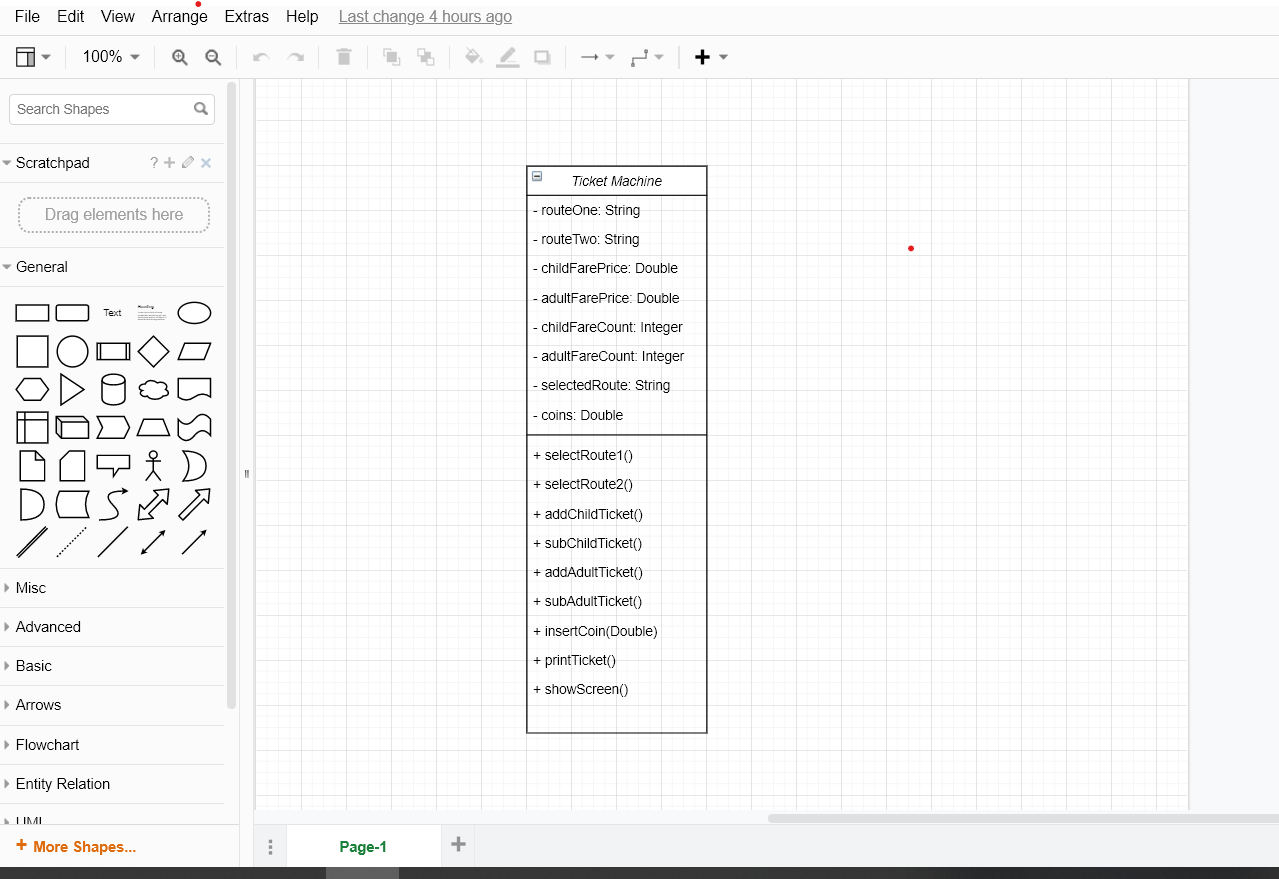 File Edit View Arrange Extras Help Last change 4 hours ago
100%
Search Shapes
Scratchpad ?
Drag elements here
General
Text
Misc
Advanced
Basic
Arrows
Flowchart
Entity Relation
UML
+ More Shapes...
Ticket Machine
- routeOne: String
- routeTwo: String
- childFarePrice: Double
- adultFarePrice: Double
- childFareCount: Integer
- adultFareCount: Integer
- selectedRoute: String
- coins: Double
+ selectRoute1()
+ selectRoute2()
+ addChildTicket()
+ subChildTicket()
+ addAdultTicket()
+ subAdultTicket()
+ insertCoin(Double)
+ printTicket()
+ showScreen()
Page-1